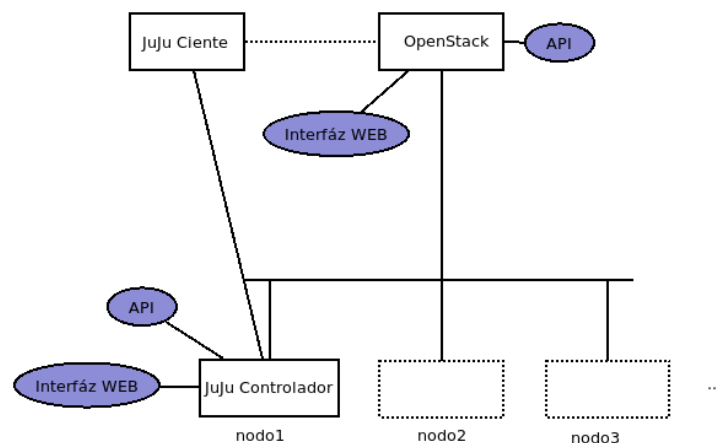 JuJu Ciente
OpenStack
API
Interfáz WEB
API
Interfáz WEB
JuJu Controlador
..
nodo1
nodo2
nodo3